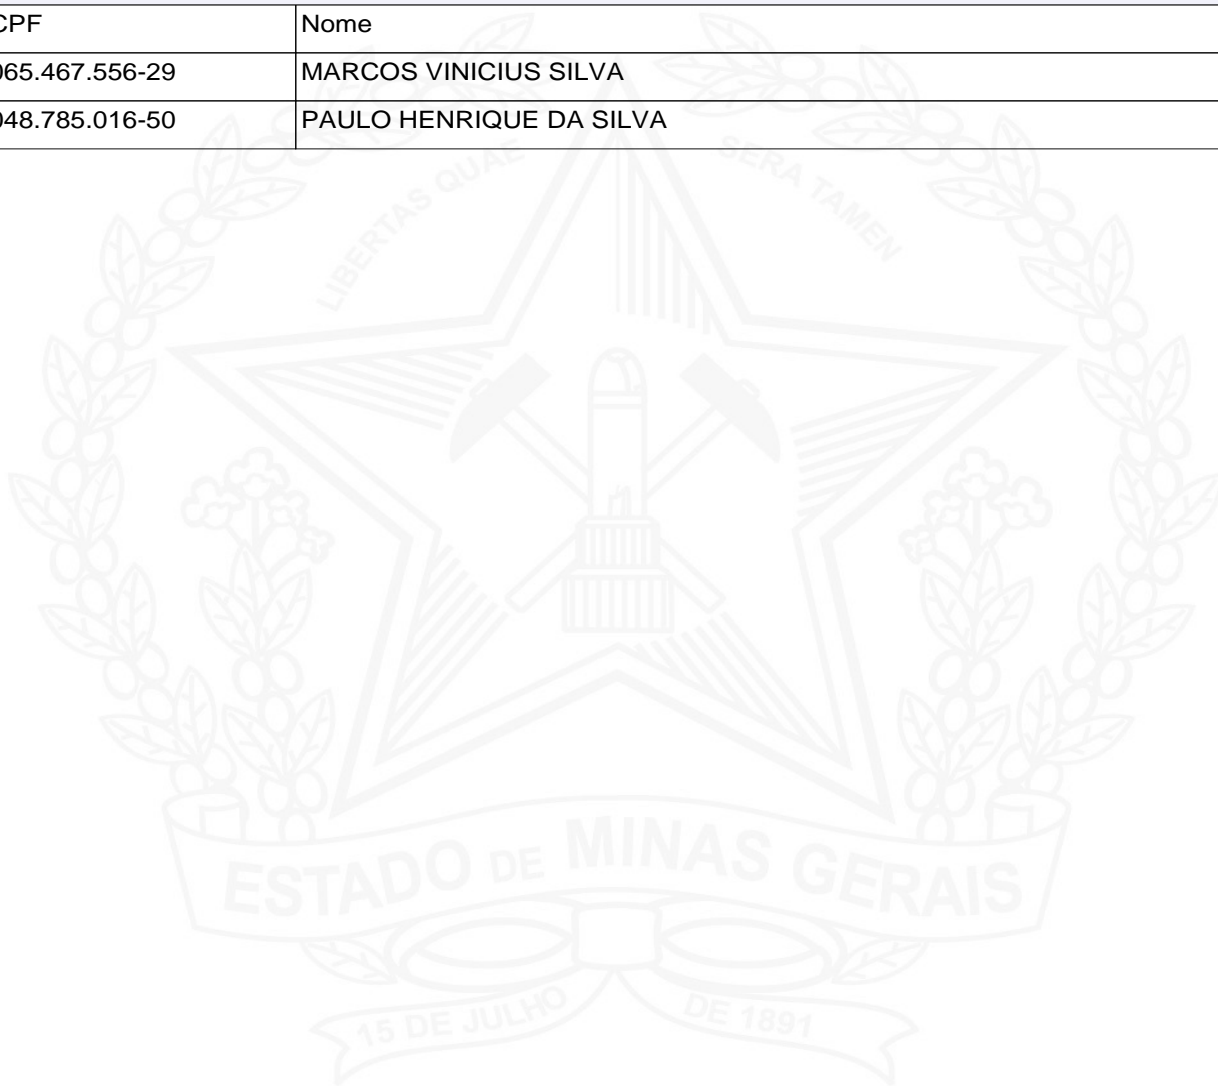 CPF Nome
065.467.556-29 MARCOS VINICIUS SILVA
048.785.016-50 PAULO HENRIQUE DA SILVA
LIBERTAS QUAE SERA TAMEN
ESTADO DE MINAS GERAIS
15 DE JULHO DE 1891